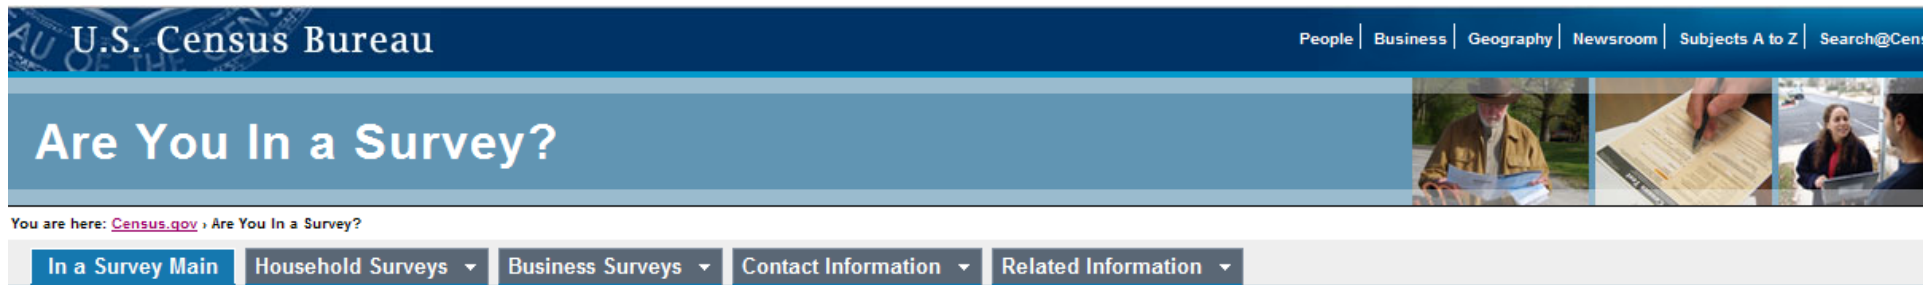 U.S. Census Bureau
People | Business | Geography | Newsroom | Subjects A to Z | Search@Cens
Are You In a Survey?
You are here: Census.gov › Are You In a Survey?
In a Survey Main Household Surveys Business Surveys Contact Information Related Information